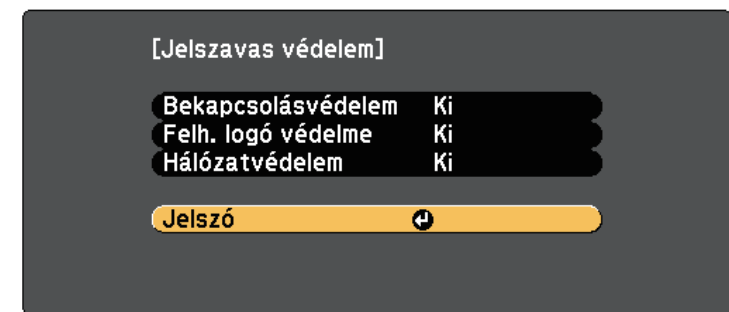 [Jelszavas védelem]
Bekapcsolásvédelem Ki
Felh. logó védelme Ki
Hálózatvédelem Ki
Jelszó